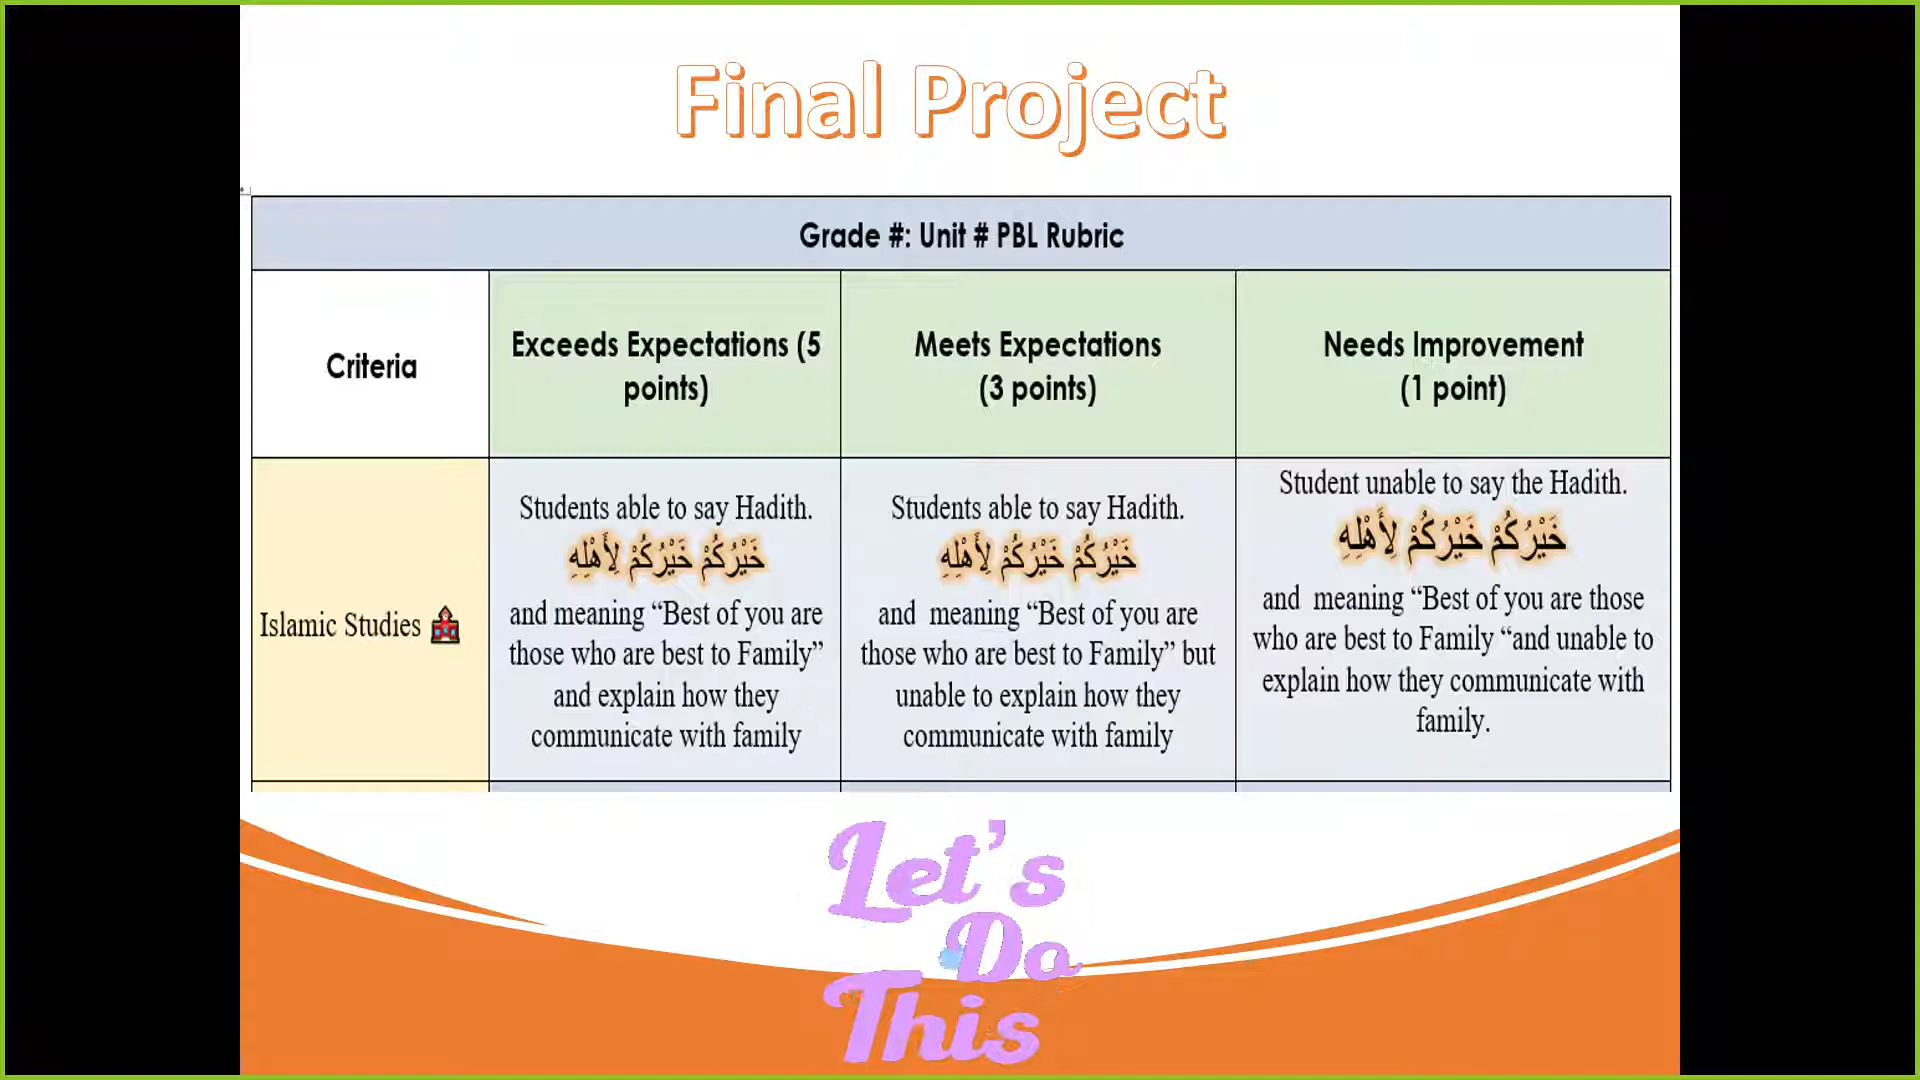 Final Project
Grade #: Unit # PBL Rubric
Criteria
Exceeds Expectations (5
points)
Meets Expectations
(3 points)
Needs Improvement
(1 point)
Islamic Studies
Students able to say Hadith.
خَيْرُكُمْ خَيْرُكُمْ لِأَهْلِهِ
and meaning “Best of you are
those who are best to Family”
and explain how they
communicate with family
Students able to say Hadith.
خَيْرُكُمْ خَيْرُكُمْ لِأَهْلِهِ
and  meaning “Best of you are
those who are best to Family” but
unable to explain how they
communicate with family
Student unable to say the Hadith.
خَيْرُكُمْ خَيْرُكُمْ لِأَهْلِهِ
and  meaning “Best of you are those
who are best to Family “and unable to
explain how they communicate with
family.
Let’s
Do
This